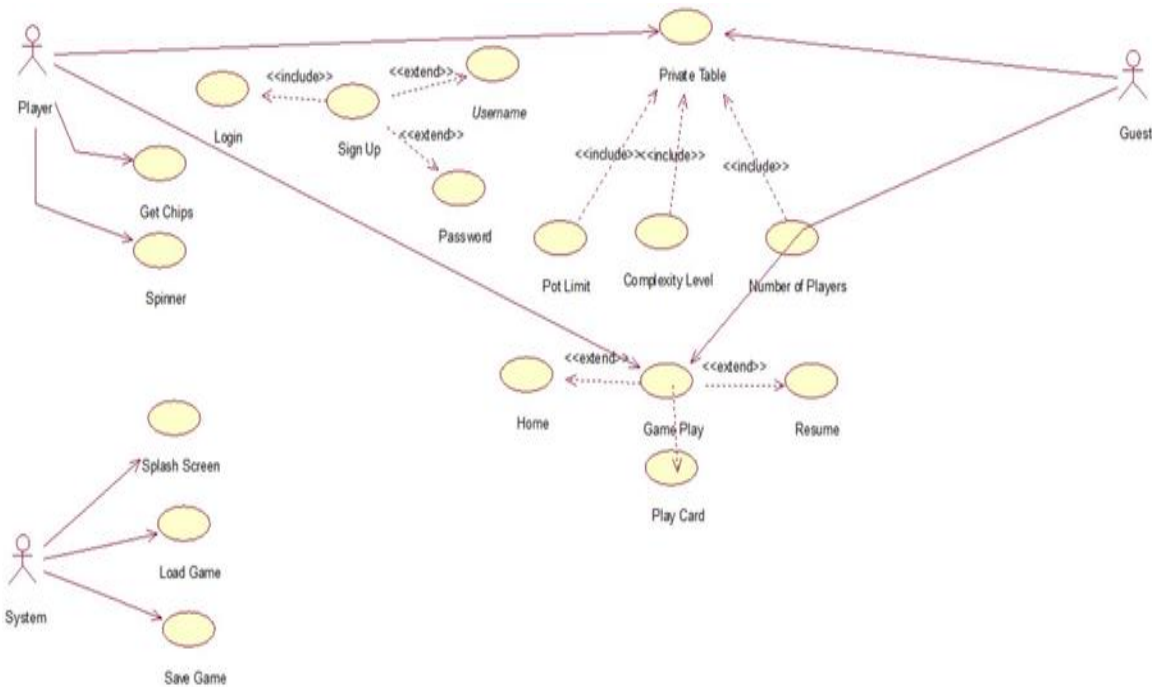 Private Table
Player
Guest
<<include>>
<<extend>>
Username
Login
Sign Up
<<extend>>
Password
<<include>>
<<include>>
<<include>>
Get Chips
Spinner
Pot Limit
Complexity Level
Number of Players
<<extend>>
<<extend>>
Home
Game Play
Resume
Play Card
Splash Screen
Load Game
System
Save Game